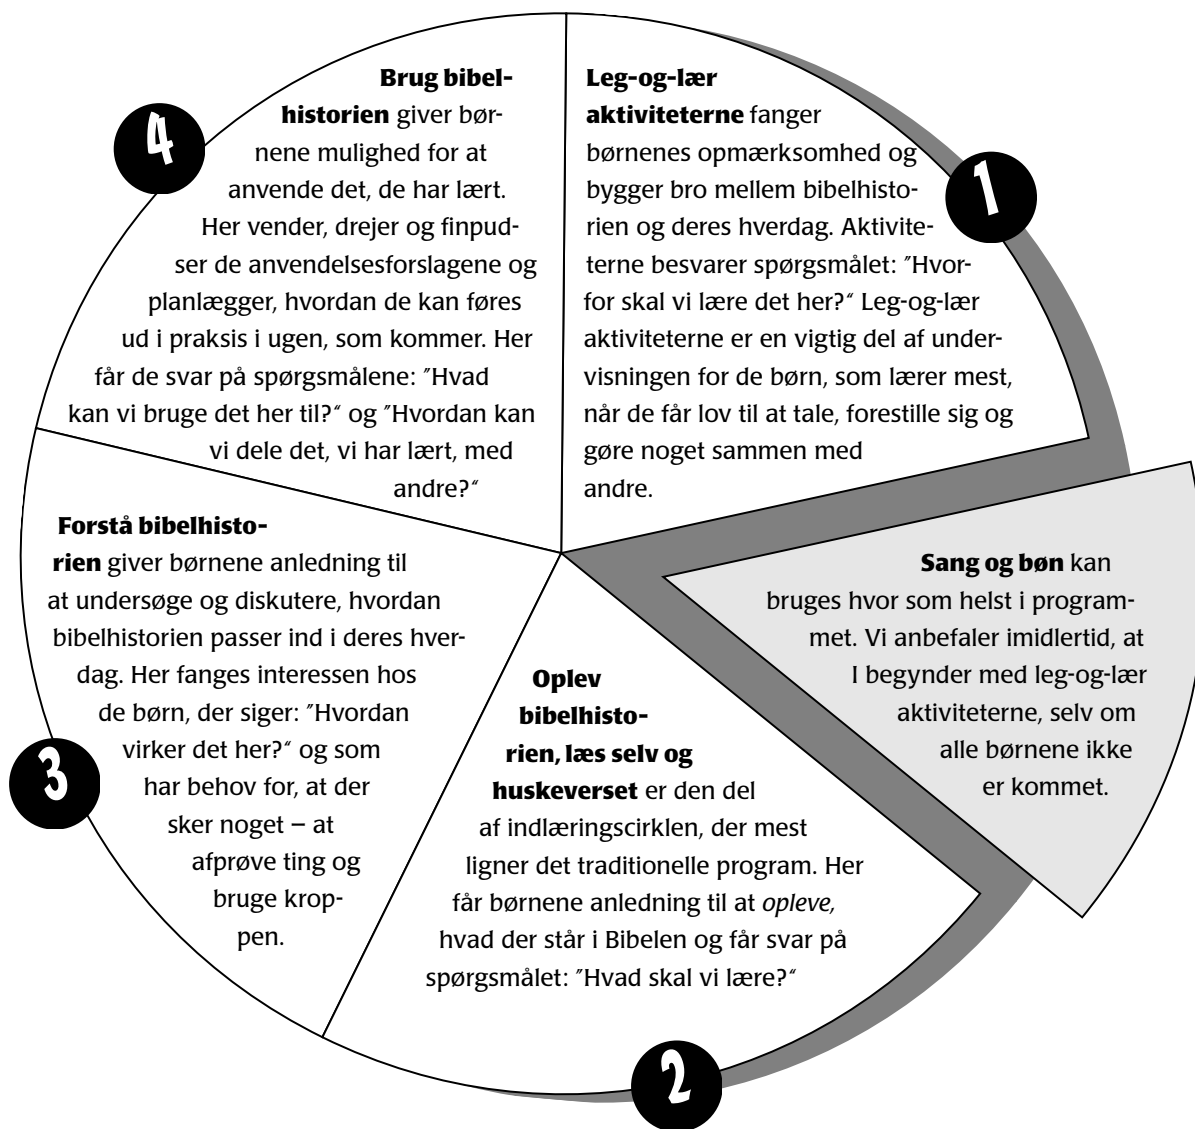 1
Leg-og-lær
aktiviteterne fanger
børnenes opmærksomhed og
bygger bro mellem bibelhisto-
rien og deres hverdag. Aktivite-
terne besvarer spørgsmålet: ”Hvor-
for skal vi lære det her?“ Leg-og-lær
aktiviteterne er en vigtig del af under-
visningen for de børn, som lærer mest,
når de får lov til at tale, forestille sig og
gøre noget sammen med
andre.
Sang og bøn kan
bruges hvor som helst i program-
met. Vi anbefaler imidlertid, at
I begynder med leg-og-lær
aktiviteterne, selv om
alle børnene ikke
er kommet.
2
Oplev
bibelhisto-
rien, læs selv og
huskeverset er den del
af indlæringscirklen, der mest
ligner det traditionelle program. Her
får børnene anledning til at opleve,
hvad der står i Bibelen og får svar på
spørgsmålet: ”Hvad skal vi lære?“
3
Forstå bibelhisto-
rien giver børnene anledning til
at undersøge og diskutere, hvordan
bibelhistorien passer ind i deres hver-
dag. Her fanges interessen hos
de børn, der siger: ”Hvordan
virker det her?“ og som
har behov for, at der
sker noget – at
afprøve ting og
bruge krop-
pen.
4
Brug bibel-
historien giver bør-
nene mulighed for at
anvende det, de har lært.
Her vender, drejer og finpud-
ser de anvendelsesforslagene og
planlægger, hvordan de kan føres
ud i praksis i ugen, som kommer. Her
får de svar på spørgsmålene: ”Hvad
kan vi bruge det her til?“ og ”Hvordan kan
vi dele det, vi har lært, med
andre?“